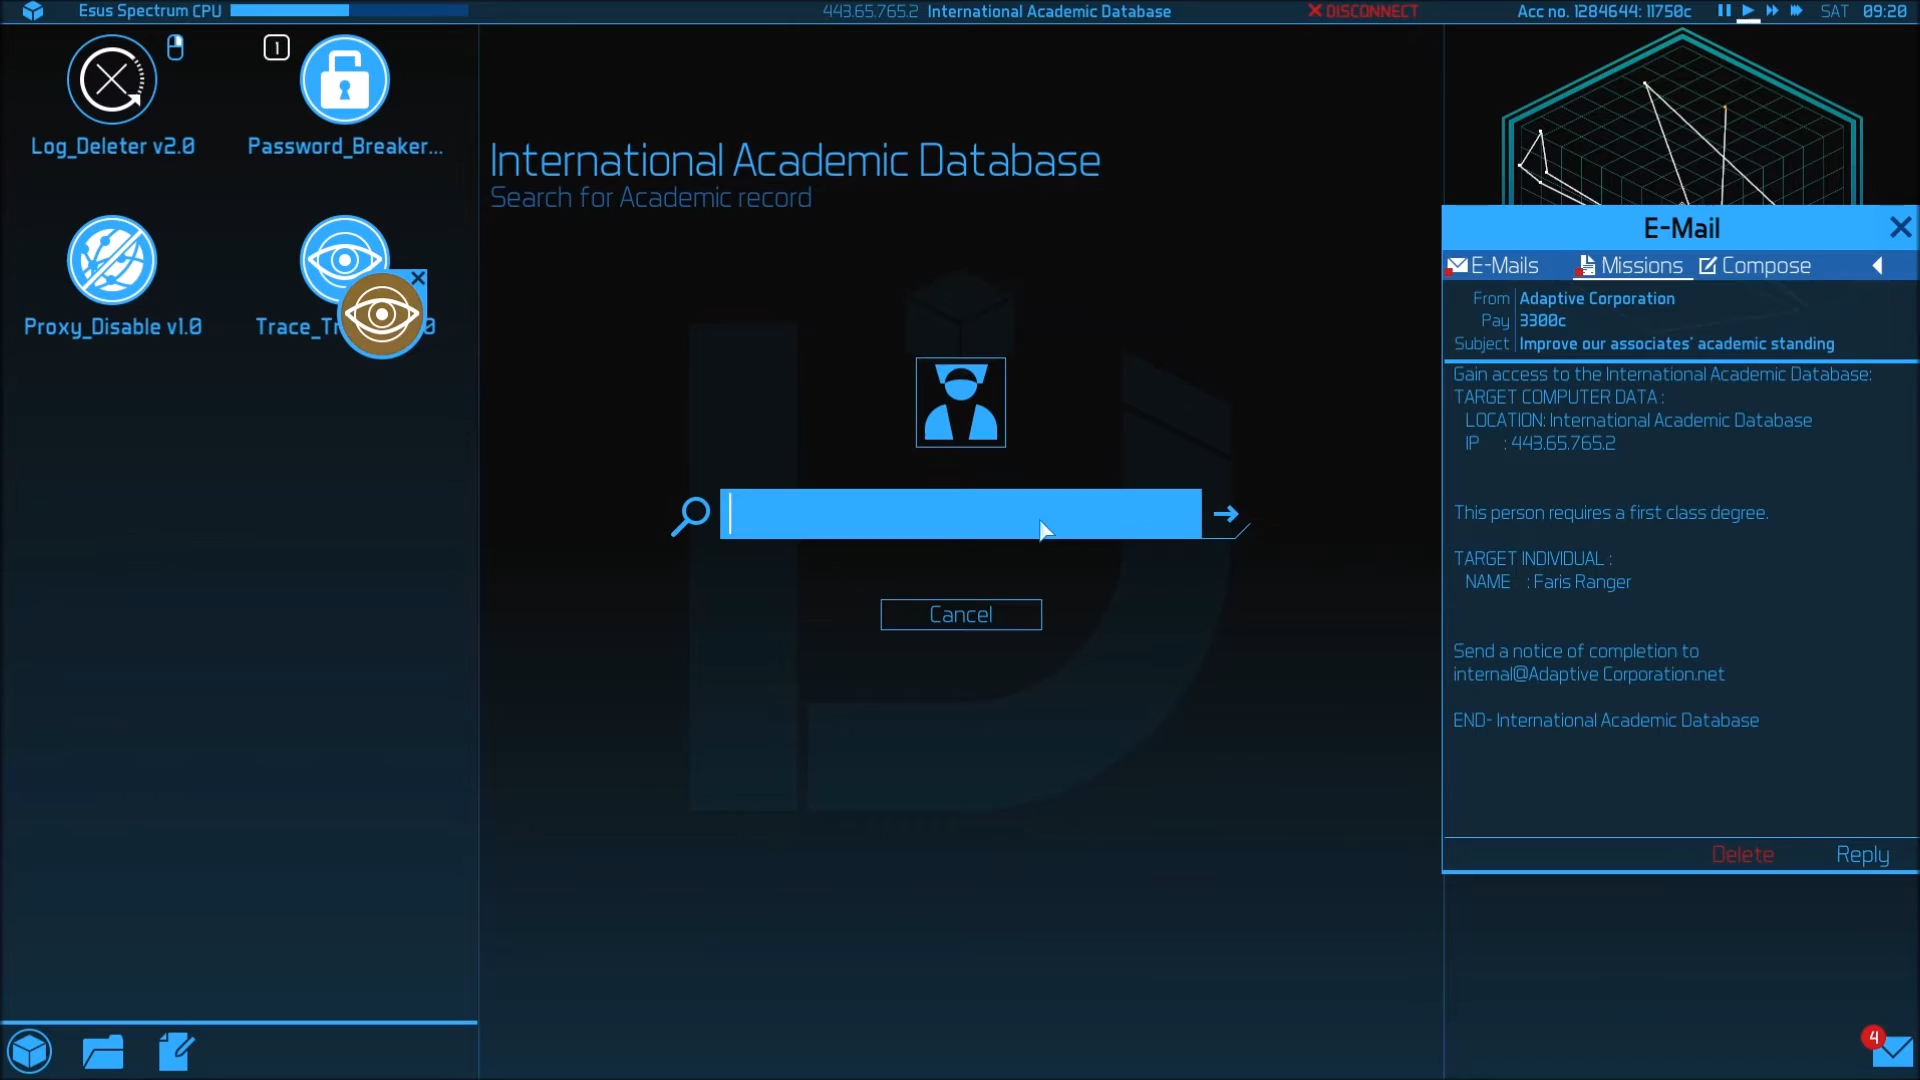 Esus Spectrum CPU
443.65.765.2 International Academic Database
DISCONNECT
Acc no. 1284644: 11750c
SAT 09:20
1
Log_Deleter v2.0
Password_Breaker...
Proxy_Disable v1.0
Trace_Tr
0
International Academic Database
Search for Academic record
Cancel
E-Mail
E-Mails
Missions
Compose
From Adaptive Corporation
Pay 3300c
Subject Improve our associates' academic standing
Gain access to the International Academic Database:
TARGET COMPUTER DATA :
LOCATION: International Academic Database
IP : 443.65.765.2
This person requires a first class degree.
TARGET INDIVIDUAL :
NAME : Faris Ranger
Send a notice of completion to
internal@Adaptive Corporation.net
END- International Academic Database
Delete
Reply
4